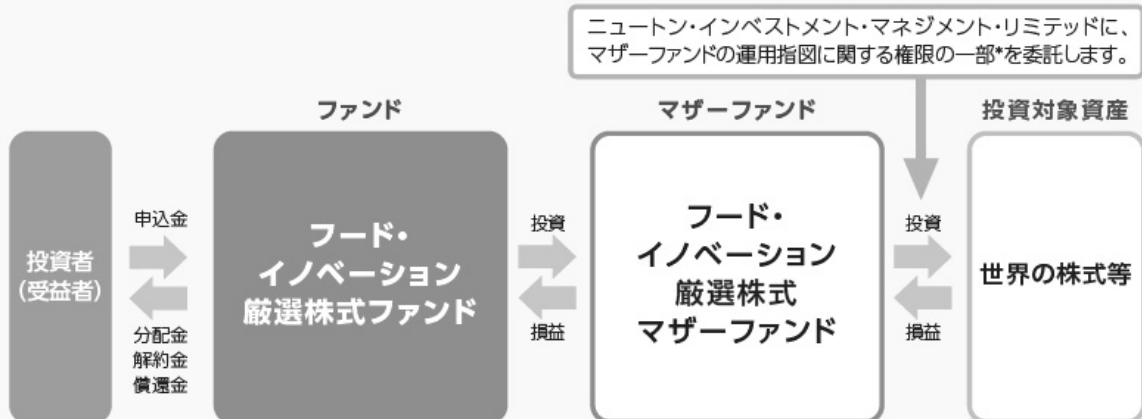 ニュートン・インベストメント・マネジメント・リミテッドに、
マザーファンドの運用指図に関する権限の一部*を委託します。
ファンド
マザーファンド
投資対象資産
投資者
(受益者)
申込金
分配金
解約金
償還金
フード・
イノベーション
厳選株式ファンド
投資
損益
フード・
イノベーション
厳選株式
マザーファンド
投資
損益
世界の株式等